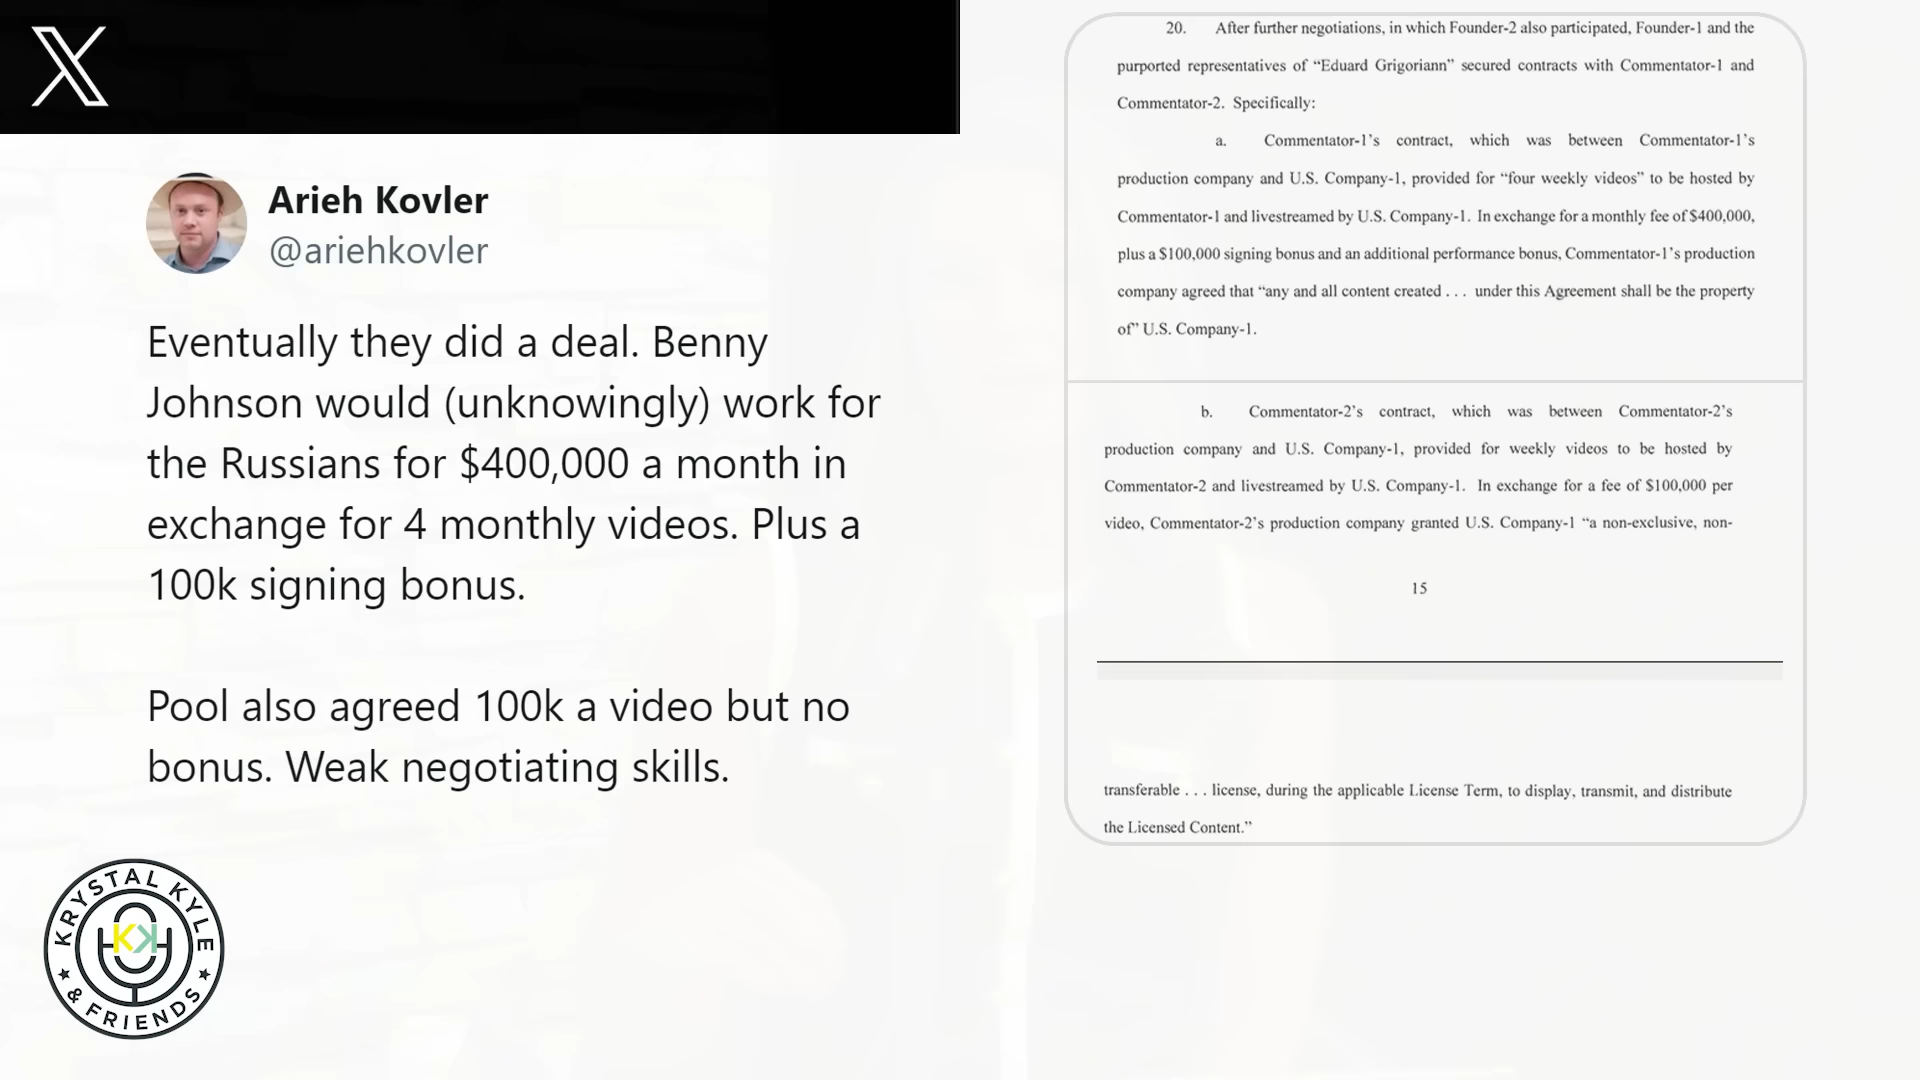 Arieh Kovler
@ariehkovler
Eventually they did a deal. Benny
Johnson would (unknowingly) work for
the Russians for $400,000 a month in
exchange for 4 monthly videos. Plus a
100k signing bonus.
Pool also agreed 100k a video but no
bonus. Weak negotiating skills.
KRYSTAL KYLE
& FRIENDS
KK
20. After further negotiations, in which Founder-2 also participated, Founder-1 and the
purported representatives of “Eduard Grigoriann” secured contracts with Commentator-1 and
Commentator-2. Specifically:
a. Commentator-1’s contract, which was between Commentator-1’s
production company and U.S. Company-1, provided for “four weekly videos” to be hosted by
Commentator-1 and livestreamed by U.S. Company-1. In exchange for a monthly fee of $400,000,
plus a $100,000 signing bonus and an additional performance bonus, Commentator-1’s production
company agreed that “any and all content created . . . under this Agreement shall be the property
of” U.S. Company-1.
b. Commentator-2’s contract, which was between Commentator-2’s
production company and U.S. Company-1, provided for weekly videos to be hosted by
Commentator-2 and livestreamed by U.S. Company-1. In exchange for a fee of $100,000 per
video, Commentator-2’s production company granted U.S. Company-1 “a non-exclusive, non-
15
transferable . . . license, during the applicable License Term, to display, transmit, and distribute
the Licensed Content.”